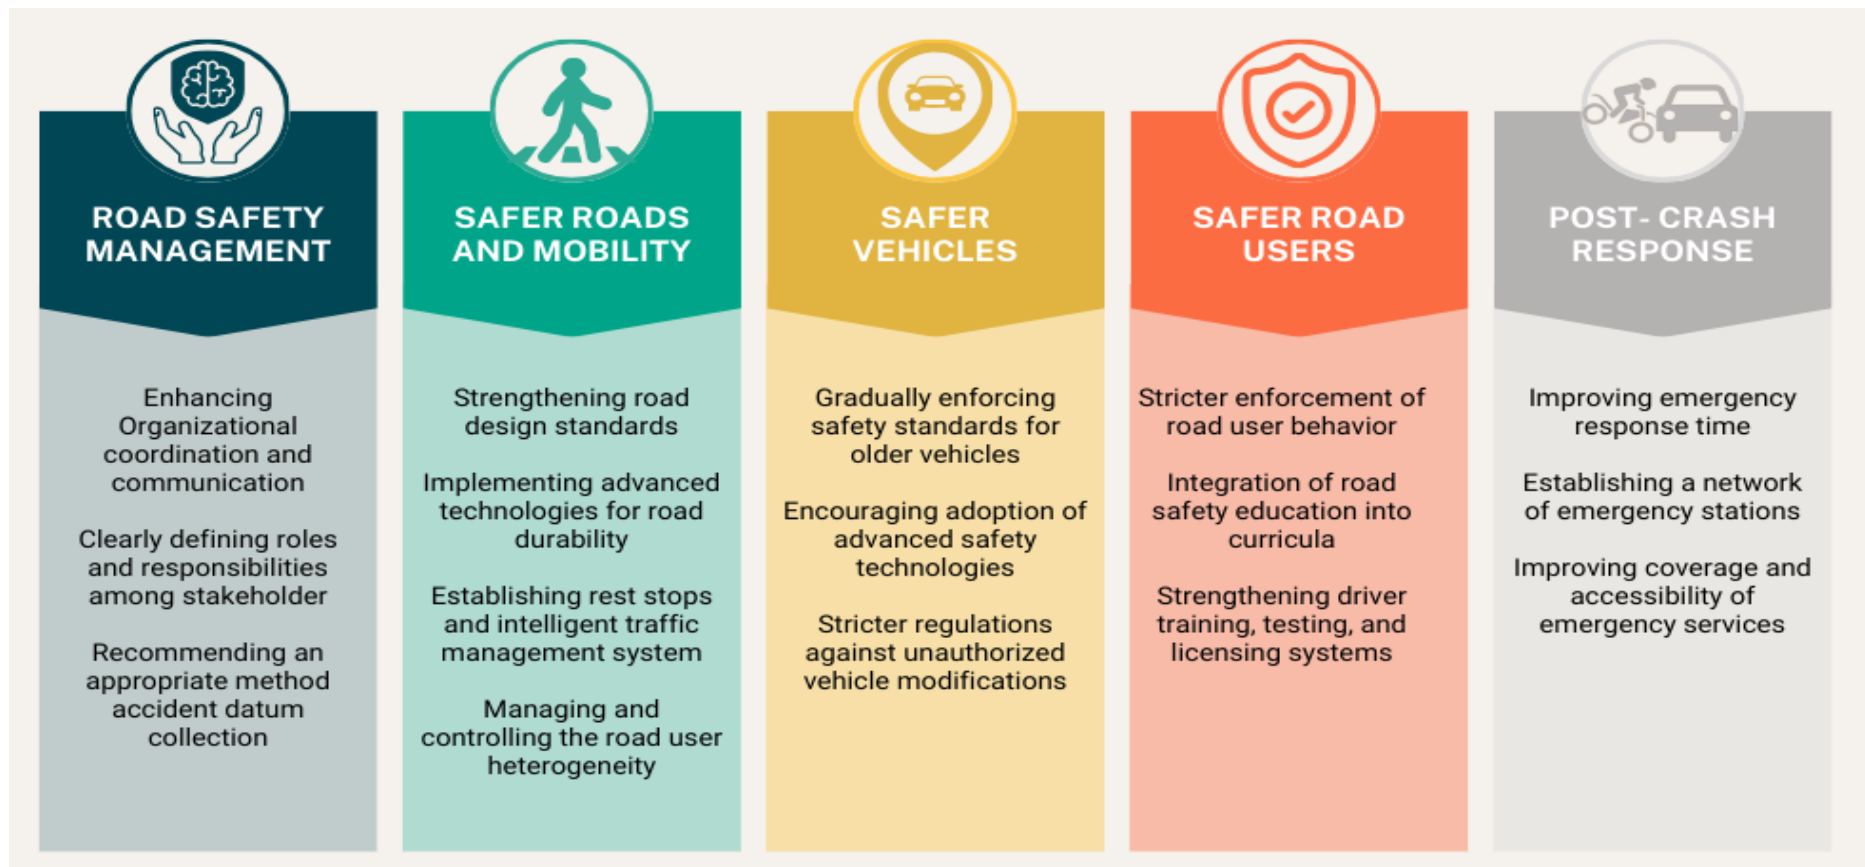 ROAD SAFETY
MANAGEMENT
Enhancing
Organizational
coordination and
communication
Clearly defining roles
and responsibilities
among stakeholder
Recommending an
appropriate method
accident datum
collection
SAFER ROADS
AND MOBILITY
Strengthening road
design standards
Implementing advanced
technologies for road
durability
Establishing rest stops
and intelligent traffic
management system
Managing and
controlling the road user
heterogeneity
SAFER
VEHICLES
Gradually enforcing
safety standards for
older vehicles
Encouraging adoption of
advanced safety
technologies
Stricter regulations
against unauthorized
vehicle modifications
SAFER ROAD
USERS
Stricter enforcement of
road user behavior
Integration of road
safety education into
curricula
Strengthening driver
training, testing, and
licensing systems
POST- CRASH
RESPONSE
Improving emergency
response time
Establishing a network
of emergency stations
Improving coverage and
accessibility of
emergency services